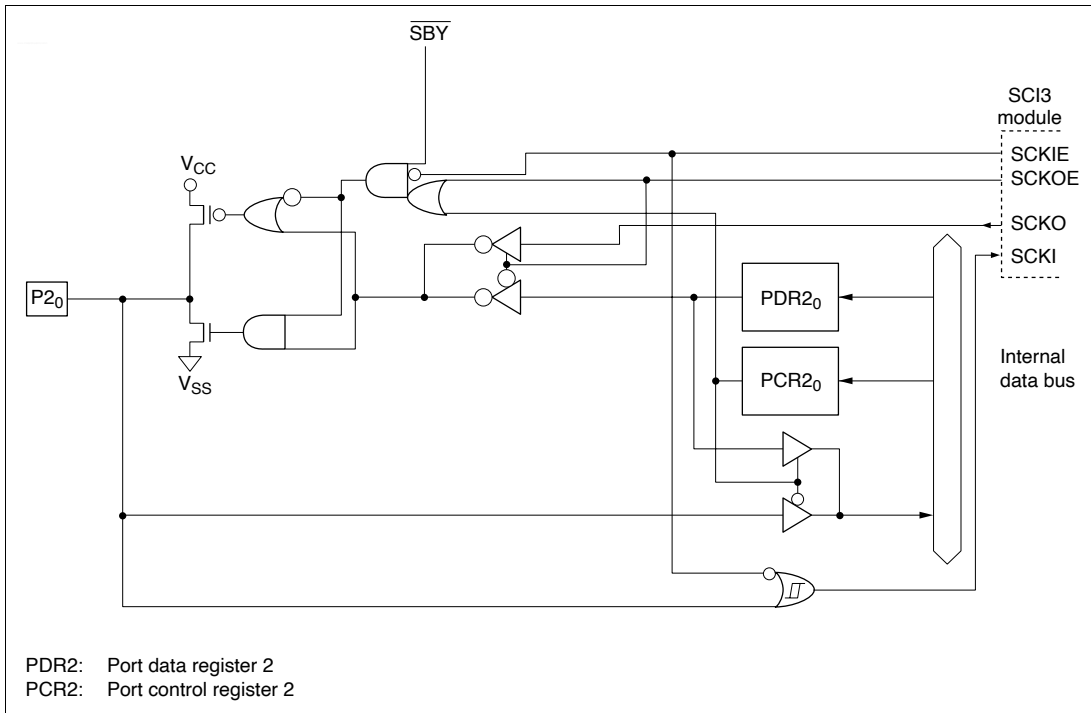 SBY
SCI3
module
SCKIE
SCKOE
SCKO
SCKI
VCC
P20
VSS
PDR20
PCR20
Internal
data bus
PDR2: Port data register 2
PCR2: Port control register 2